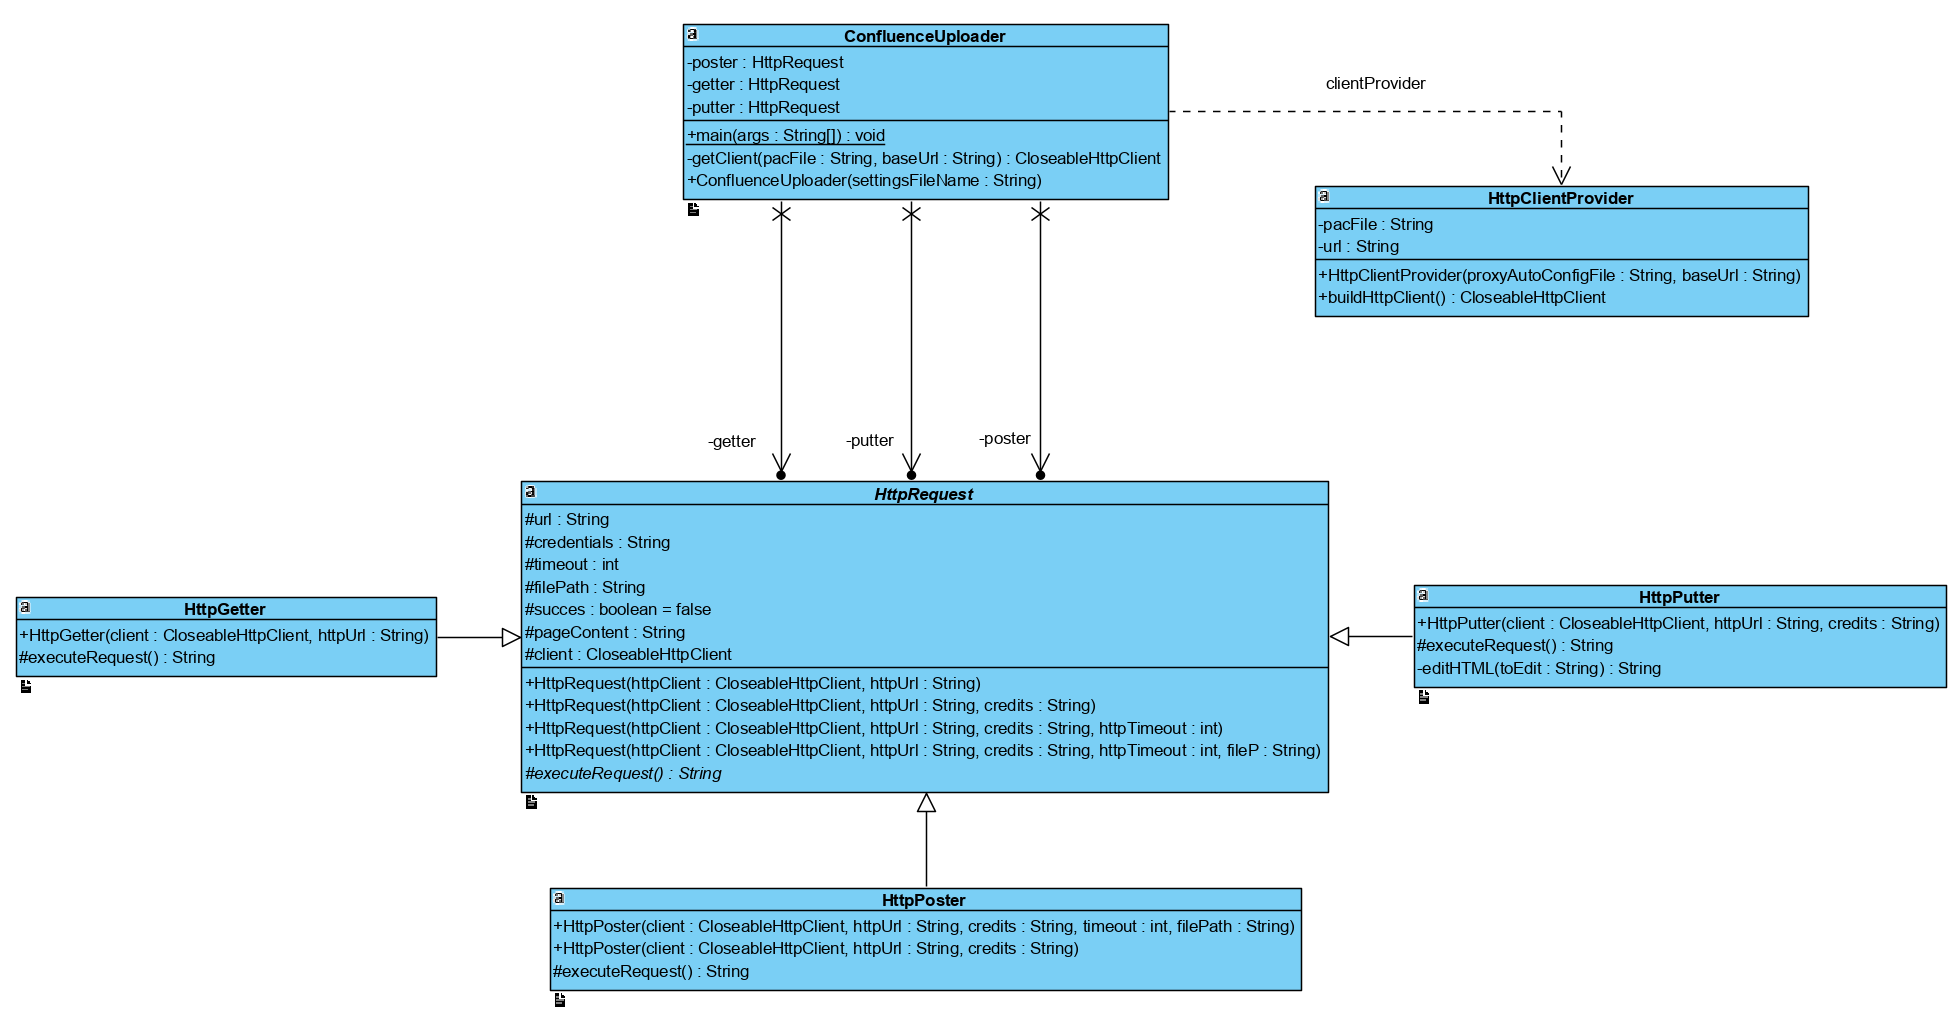 ConfluenceUploader
-poster : HttpRequest
-getter : HttpRequest
-putter : HttpRequest
+main(args : String[]) : void
-getClient(pacFile : String, baseUrl : String) : CloseableHttpClient
+ConfluenceUploader(settingsFileName : String)
clientProvider
HttpClientProvider
-pacFile : String
-url : String
+HttpClientProvider(proxyAutoConfigFile : String, baseUrl : String)
+buildHttpClient() : CloseableHttpClient
-getter
-putter
-poster
HttpRequest
#url : String
#credentials : String
#timeout : int
#filePath : String
#succes : boolean = false
#pageContent : String
#client : CloseableHttpClient
+HttpRequest(httpClient : CloseableHttpClient, httpUrl : String)
+HttpRequest(httpClient : CloseableHttpClient, httpUrl : String, credits : String)
+HttpRequest(httpClient : CloseableHttpClient, httpUrl : String, credits : String, httpTimeout : int)
+HttpRequest(httpClient : CloseableHttpClient, httpUrl : String, credits : String, httpTimeout : int, fileP : String)
#executeRequest() : String
HttpGetter
+HttpGetter(client : CloseableHttpClient, httpUrl : String)
#executeRequest() : String
HttpPutter
+HttpPutter(client : CloseableHttpClient, httpUrl : String, credits : String)
#executeRequest() : String
-editHTML(toEdit : String) : String
HttpPoster
+HttpPoster(client : CloseableHttpClient, httpUrl : String, credits : String, timeout : int, filePath : String)
+HttpPoster(client : CloseableHttpClient, httpUrl : String, credits : String)
#executeRequest() : String